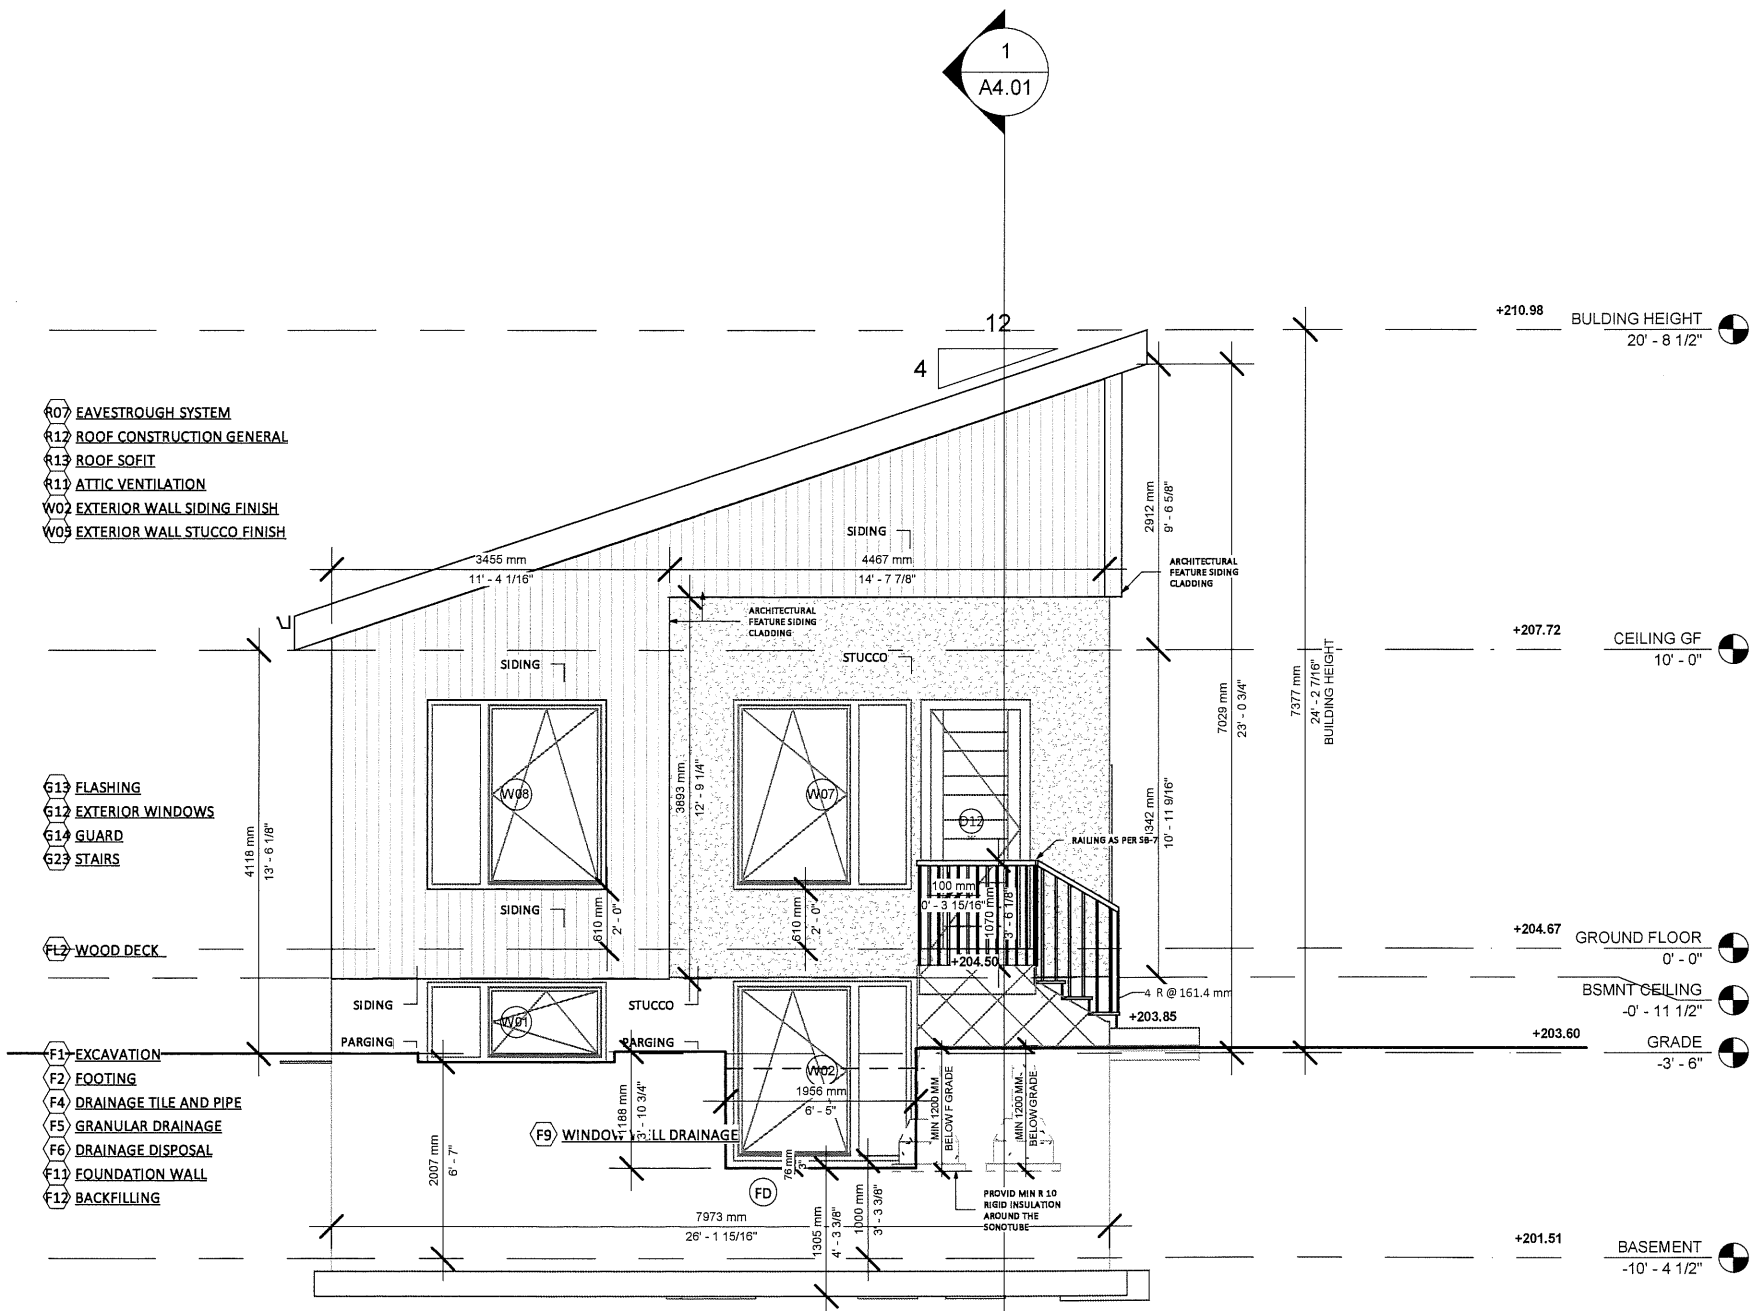 1
A4.01
+210.98
BULDING HEIGHT
20' - 8 1/2"
12
4
R07 EAVESTROUGH SYSTEM
R12 ROOF CONSTRUCTION GENERAL
R13 ROOF SOFIT
R11 ATTIC VENTILATION
W02 EXTERIOR WALL SIDING FINISH
W05 EXTERIOR WALL STUCCO FINISH
SIDING
3455 mm
11' - 4 1/16"
4467 mm
14' - 7 7/8"
2912 mm
9' - 6 5/8"
ARCHITECTURAL
FEATURE SIDING
CLADDING
ARCHITECTURAL
FEATURE SIDING
CLADDING
+207.72
CEILING GF
10' - 0"
SIDING
STUCCO
7377 mm
24' - 2 7/16"
BUILDING HEIGHT
7029 mm
23' - 0 3/4"
G13 FLASHING
G12 EXTERIOR WINDOWS
G14 GUARD
G23 STAIRS
4118 mm
13' - 6 1/8"
W08
3893 mm
12' - 9 1/4"
W07
D12
3342 mm
10' - 11 9/16"
RAILING AS PER SB-7
100 mm
0' - 3 15/16"
1070 mm
3' - 6 1/8"
SIDING
610 mm
2' - 0"
610 mm
2' - 0"
FL2 WOOD DECK
+204.67
GROUND FLOOR
0' - 0"
+204.50
BSMNT CEILING
-0' - 11 1/2"
SIDING
STUCCO
4 R @ 161.4 mm
+203.85
W01
PARGING
PARGING
+203.60
GRADE
-3' - 6"
F1 EXCAVATION
F2 FOOTING
F4 DRAINAGE TILE AND PIPE
F5 GRANULAR DRAINAGE
F6 DRAINAGE DISPOSAL
F11 FOUNDATION WALL
F12 BACKFILLING
W02
1956 mm
6' - 5"
1188 mm
3' - 10 3/4"
MIN 1200 MM
BELOW F GRADE
MIN 1200 MM
BELOW GRADE
F9 WINDOW WELL DRAINAGE
2007 mm
6' - 7"
76 mm
3"
FD
PROVID MIN R 10
RIGID INSULATION
AROUND THE
SONOTUBE
7973 mm
26' - 1 15/16"
1305 mm
4' - 3 3/8"
1000 mm
3' - 3 3/8"
+201.51
BASEMENT
-10' - 4 1/2"